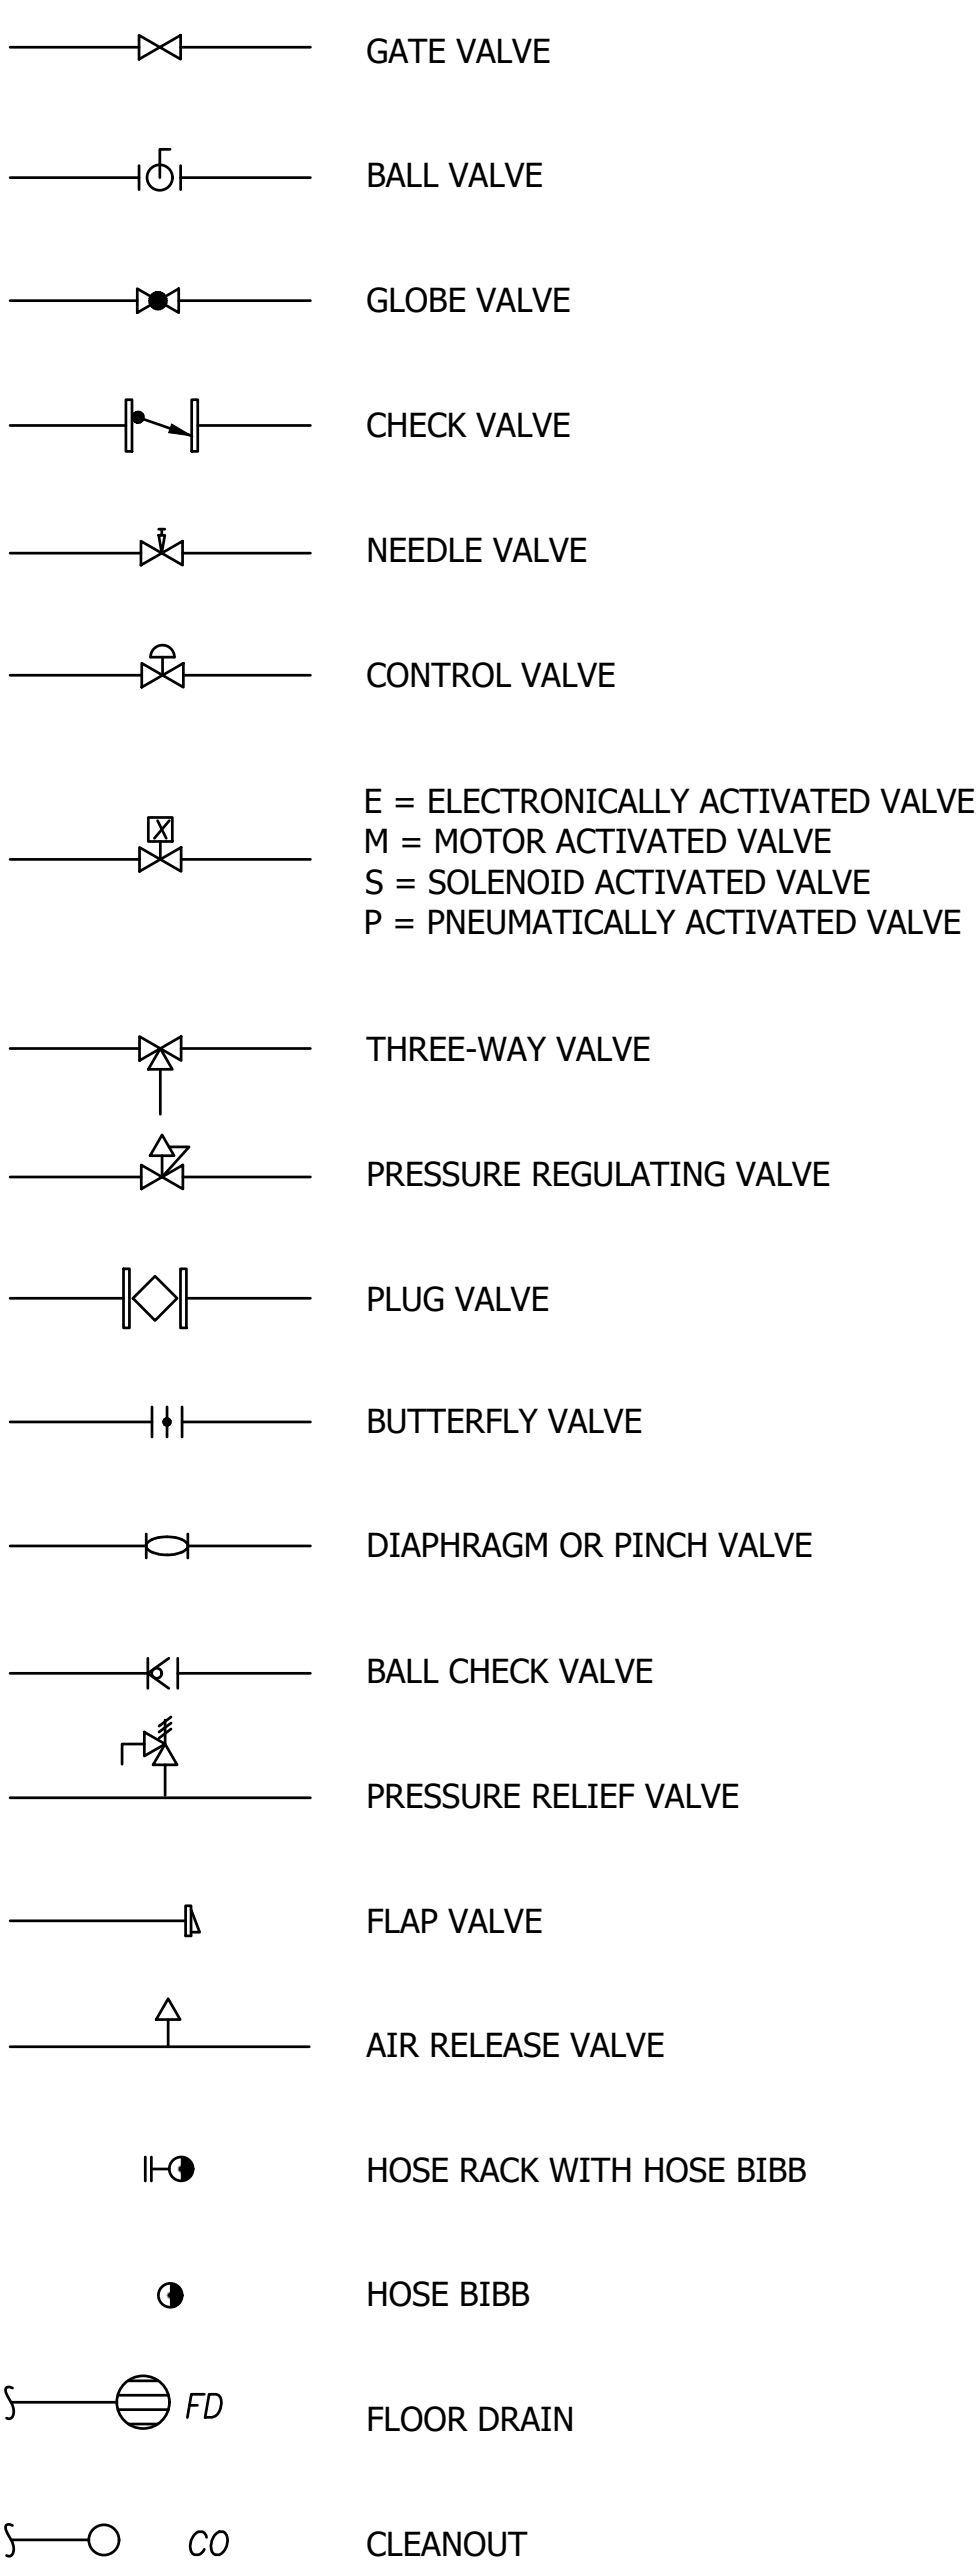 GATE VALVE
BALL VALVE
GLOBE VALVE
CHECK VALVE
NEEDLE VALVE
CONTROL VALVE
X
E = ELECTRONICALLY ACTIVATED VALVE
M = MOTOR ACTIVATED VALVE
S = SOLENOID ACTIVATED VALVE
P = PNEUMATICALLY ACTIVATED VALVE
THREE-WAY VALVE
PRESSURE REGULATING VALVE
PLUG VALVE
BUTTERFLY VALVE
DIAPHRAGM OR PINCH VALVE
BALL CHECK VALVE
PRESSURE RELIEF VALVE
FLAP VALVE
AIR RELEASE VALVE
HOSE RACK WITH HOSE BIBB
HOSE BIBB
FD FLOOR DRAIN
CO CLEANOUT